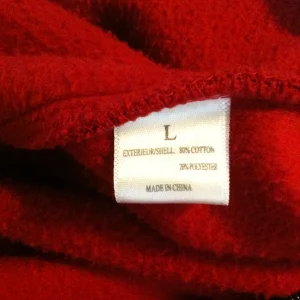 L
EXTERIEUR/SHELL, 80% COTTON
20% POLYESTER
MADE IN CHINA